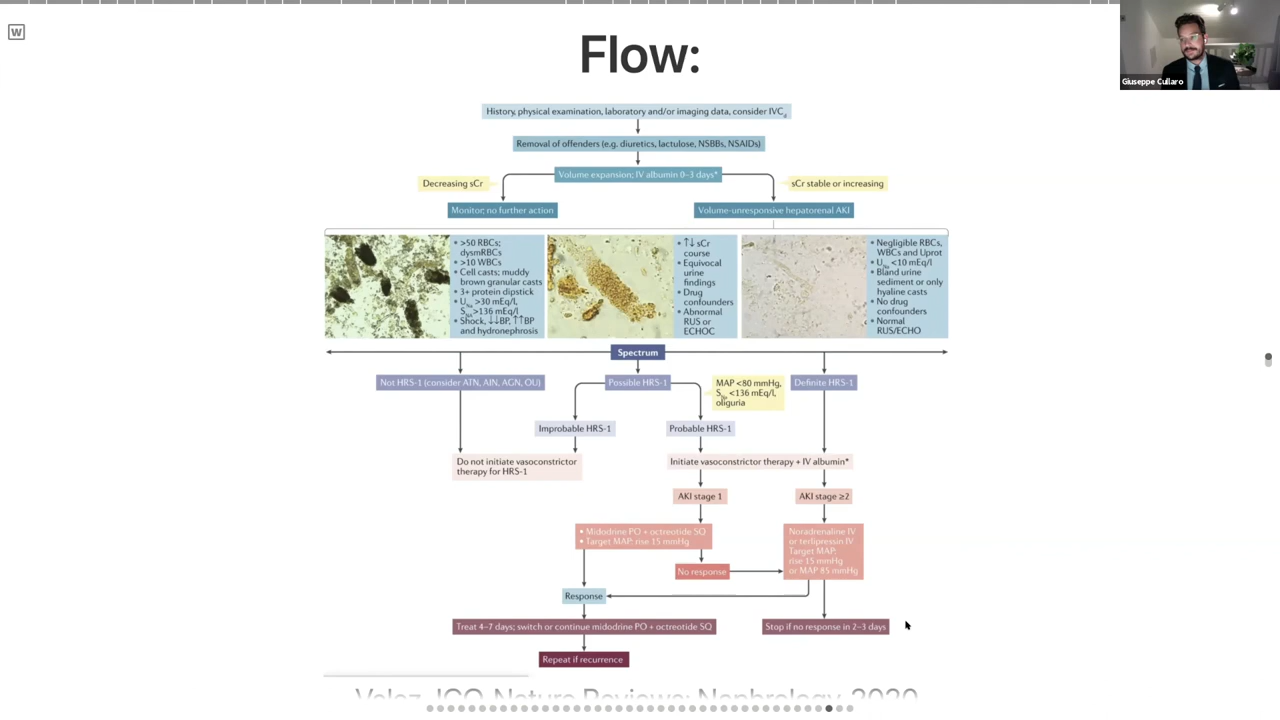 W
Flow:
Giuseppe Cullaro
History, physical examination, laboratory and/or imaging data, consider IVCd
Removal of offenders (e.g. diuretics, lactulose, NSBBs, NSAIDs)
Volume expansion; IV albumin 0–3 days*
Decreasing sCr
sCr stable or increasing
Monitor; no further action
Volume-unresponsive hepatorenal AKI
• >50 RBCs;
dysmRBCs
• >10 WBCs
• Cell casts; muddy
brown granular casts
• 3+ protein dipstick
• UNa >30 mEq/l,
SNa >136 mEq/l
• Shock, ↓↓BP, ↑↑BP
and hydronephrosis
• ↑↓ sCr
course
• Equivocal
urine
findings
• Drug
confounders
• Abnormal
RUS or
ECHOC
• Negligible RBCs,
WBCs and Uprot
• UNa <10 mEq/l
• Bland urine
sediment or only
hyaline casts
• No drug
confounders
• Normal
RUS/ECHO
Spectrum
Not HRS-1 (consider ATN, AIN, AGN, OU)
Possible HRS-1
MAP <80 mmHg,
SNa <136 mEq/l,
oliguria
Definite HRS-1
Improbable HRS-1
Probable HRS-1
Do not initiate vasoconstrictor
therapy for HRS-1
Initiate vasoconstrictor therapy + IV albumin*
AKI stage 1
AKI stage ≥2
• Midodrine PO + octreotide SQ
• Target MAP: rise 15 mmHg
Noradrenaline IV
or terlipressin IV
Target MAP:
rise 15 mmHg
or MAP 85 mmHg
No response
Response
Treat 4–7 days; switch or continue midodrine PO + octreotide SQ
Stop if no response in 2–3 days
Repeat if recurrence
Velez, JCQ, Nature Reviews: Nephrology, 2020